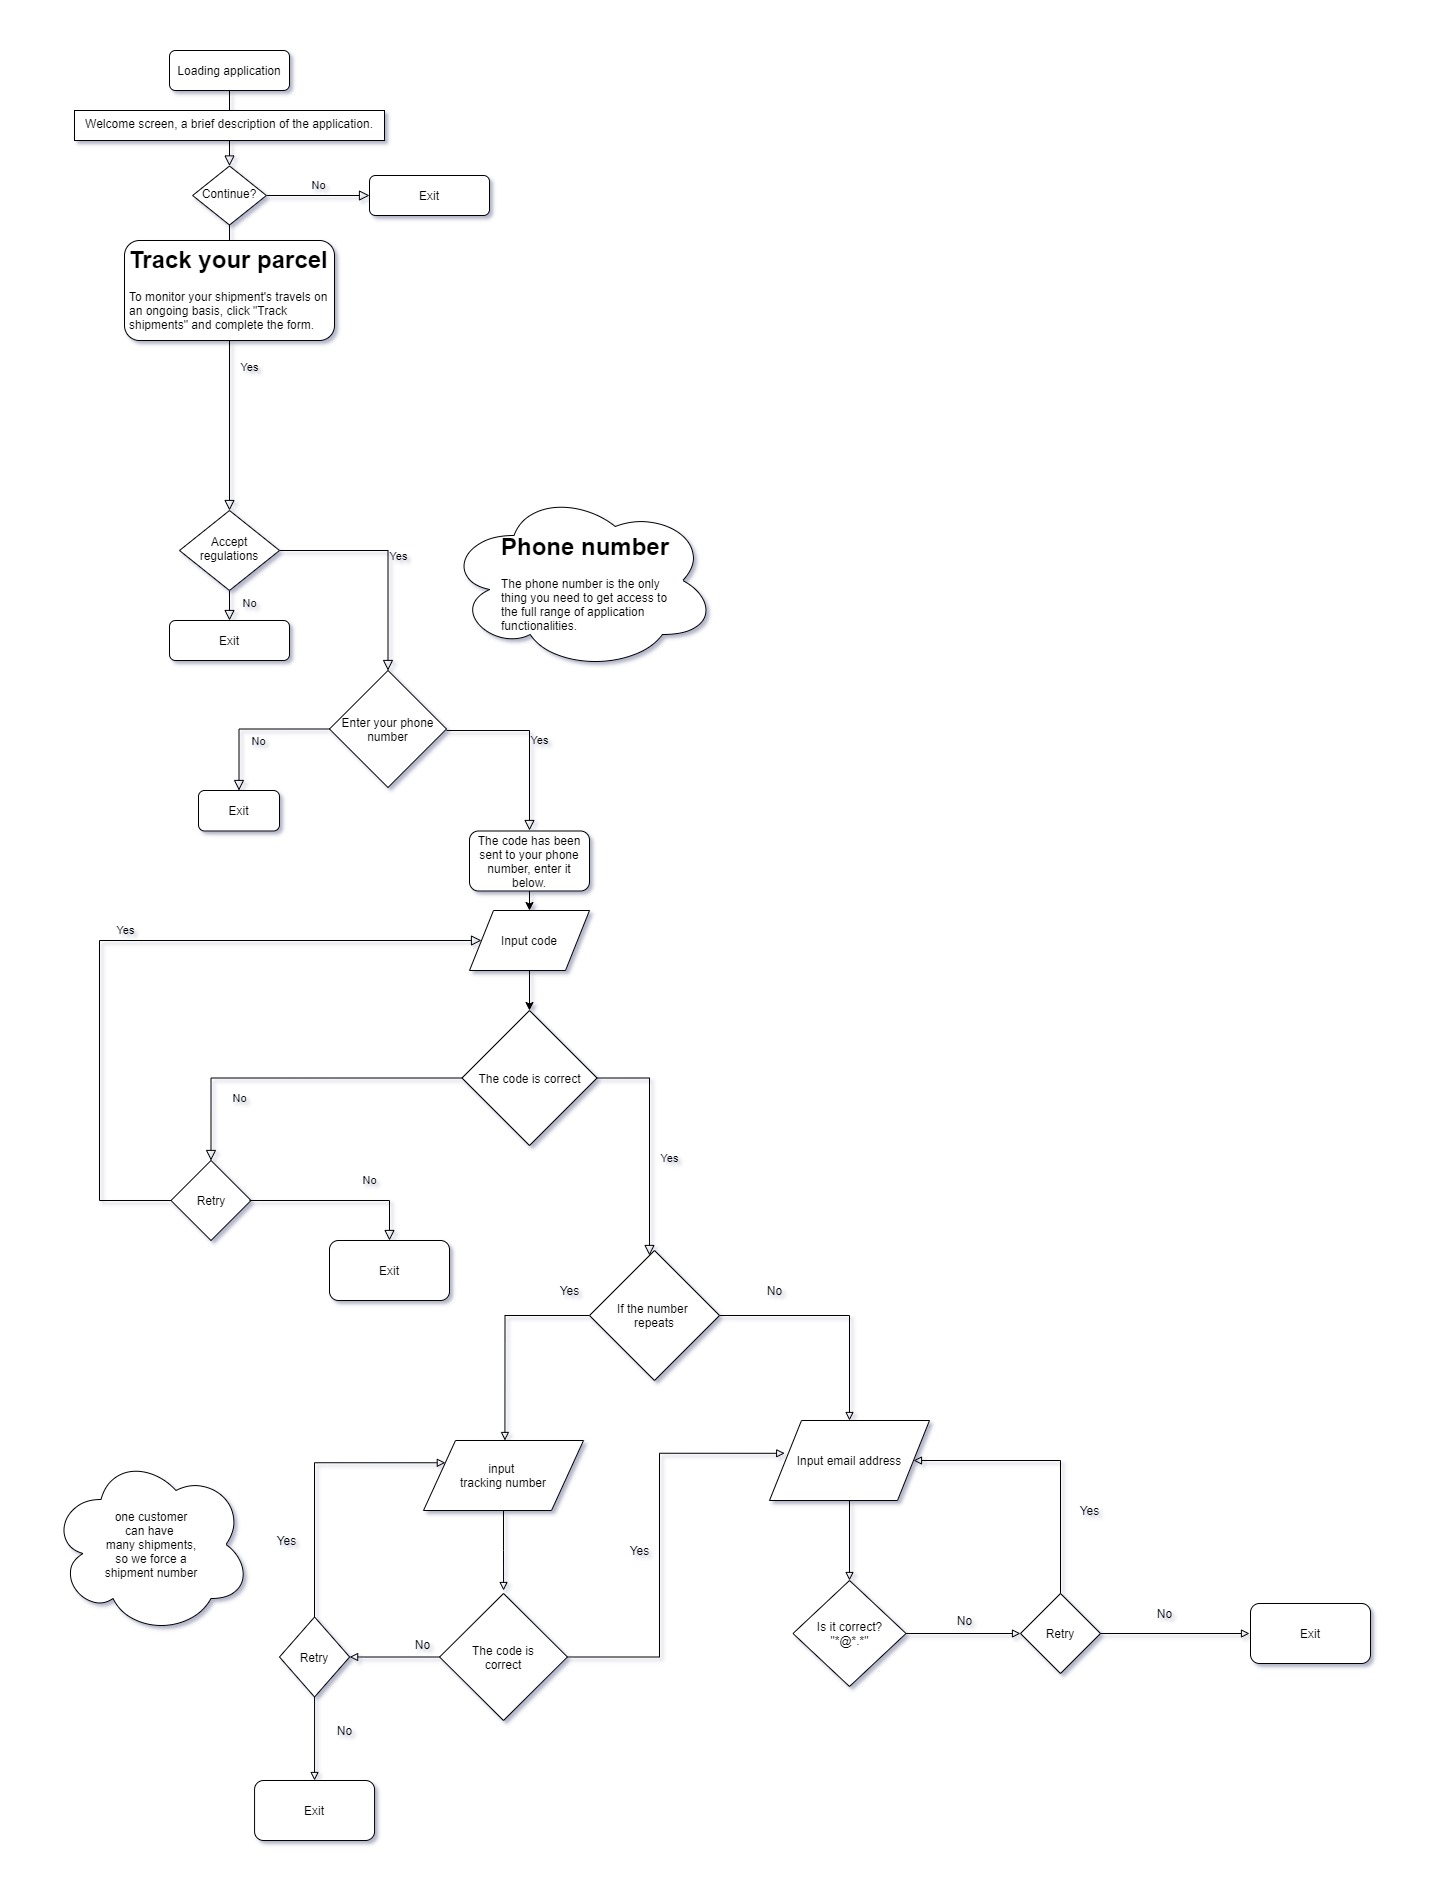 Loading application
Welcome screen, a brief description of the application.
Continue?
No
Exit
Track your parcel
To monitor your shipment's travels on
an ongoing basis, click "Track
shipments" and complete the form.
Yes
Accept
regulations
Yes
No
Exit
Phone number
The phone number is the only
thing you need to get access to
the full range of application
functionalities.
Enter your phone
number
No
Yes
Exit
The code has been
sent to your phone
number, enter it
below.
Yes
Input code
The code is correct
No
Yes
Retry
No
Exit
Yes
If the number
repeats
No
input
tracking number
Input email address
one customer
can have
many shipments,
so we force a
shipment number
Yes
Yes
Yes
The code is
correct
No
Retry
Is it correct?
"*@*.*"
No
Retry
No
Exit
No
Exit